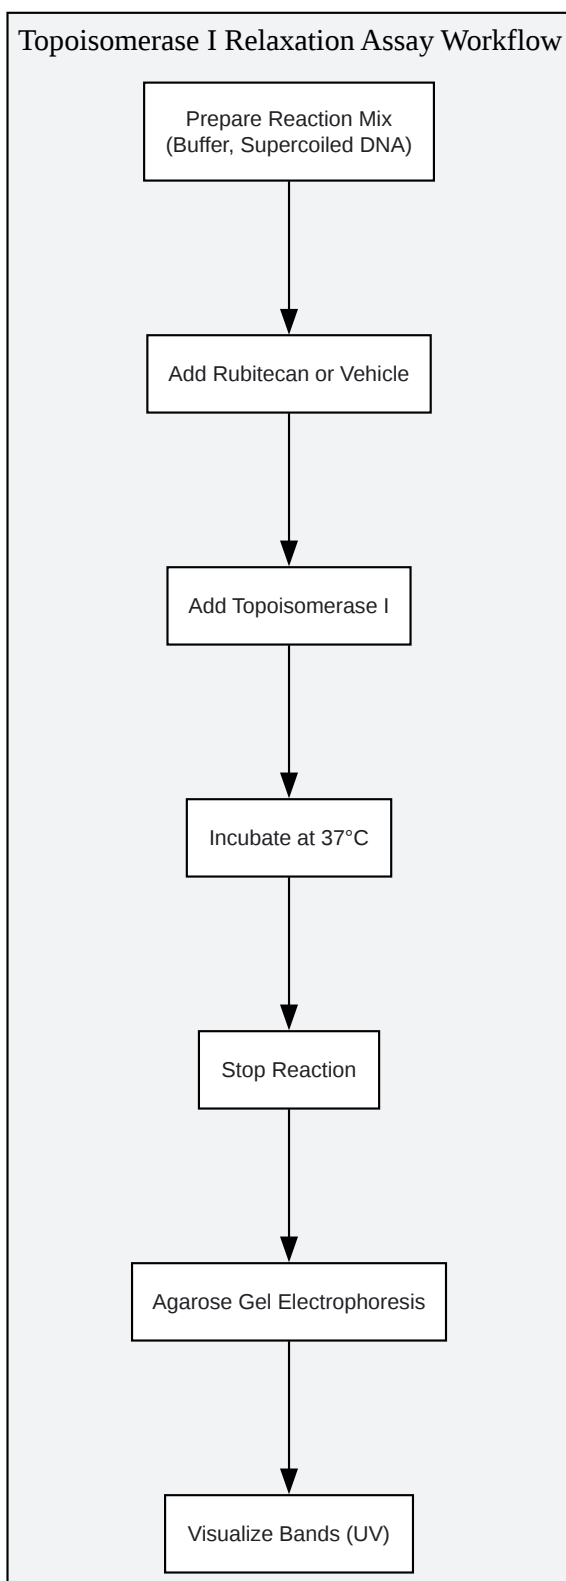 Topoisomerase I Relaxation Assay Workflow
Prepare Reaction Mix
(Buffer, Supercoiled DNA)
Add Rubitecan or Vehicle
Add Topoisomerase I
Incubate at 37°C
Stop Reaction
Agarose Gel Electrophoresis
Visualize Bands (UV)